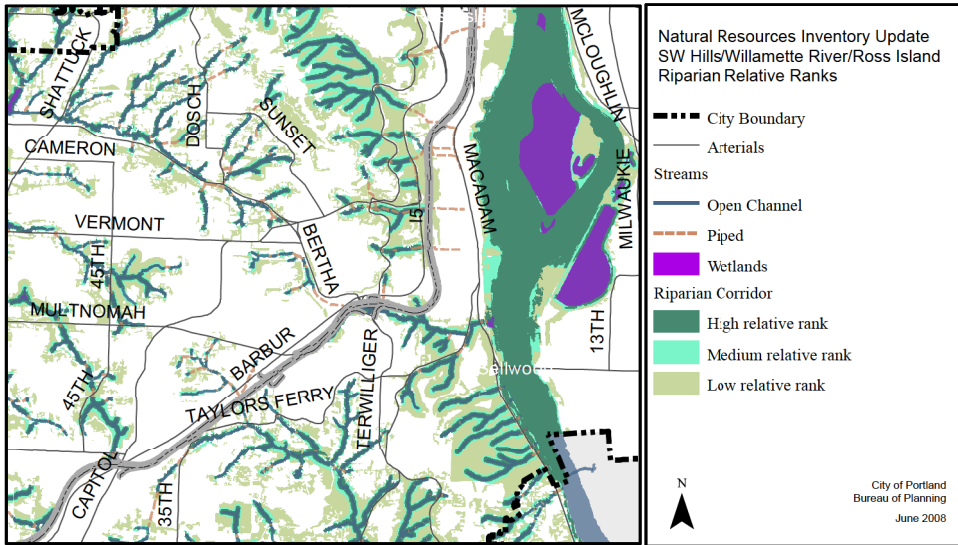 SHATTUCK
DOSCH
SUNSET
CAMERON
VERMONT
45TH
BERTHA
I5
MACADAM
MCLOUGHLIN
MILWAUKIE
MULTNOMAH
BARBUR
13TH
45TH
TAYLORS FERRY
TERWILLIGER
Sellwood
CAPITOL
35TH
Natural Resources Inventory Update
SW Hills/Willamette River/Ross Island
Riparian Relative Ranks
City Boundary
Arterials
Streams
Open Channel
Piped
Wetlands
Riparian Corridor
High relative rank
Medium relative rank
Low relative rank
N
City of Portland
Bureau of Planning
June 2008